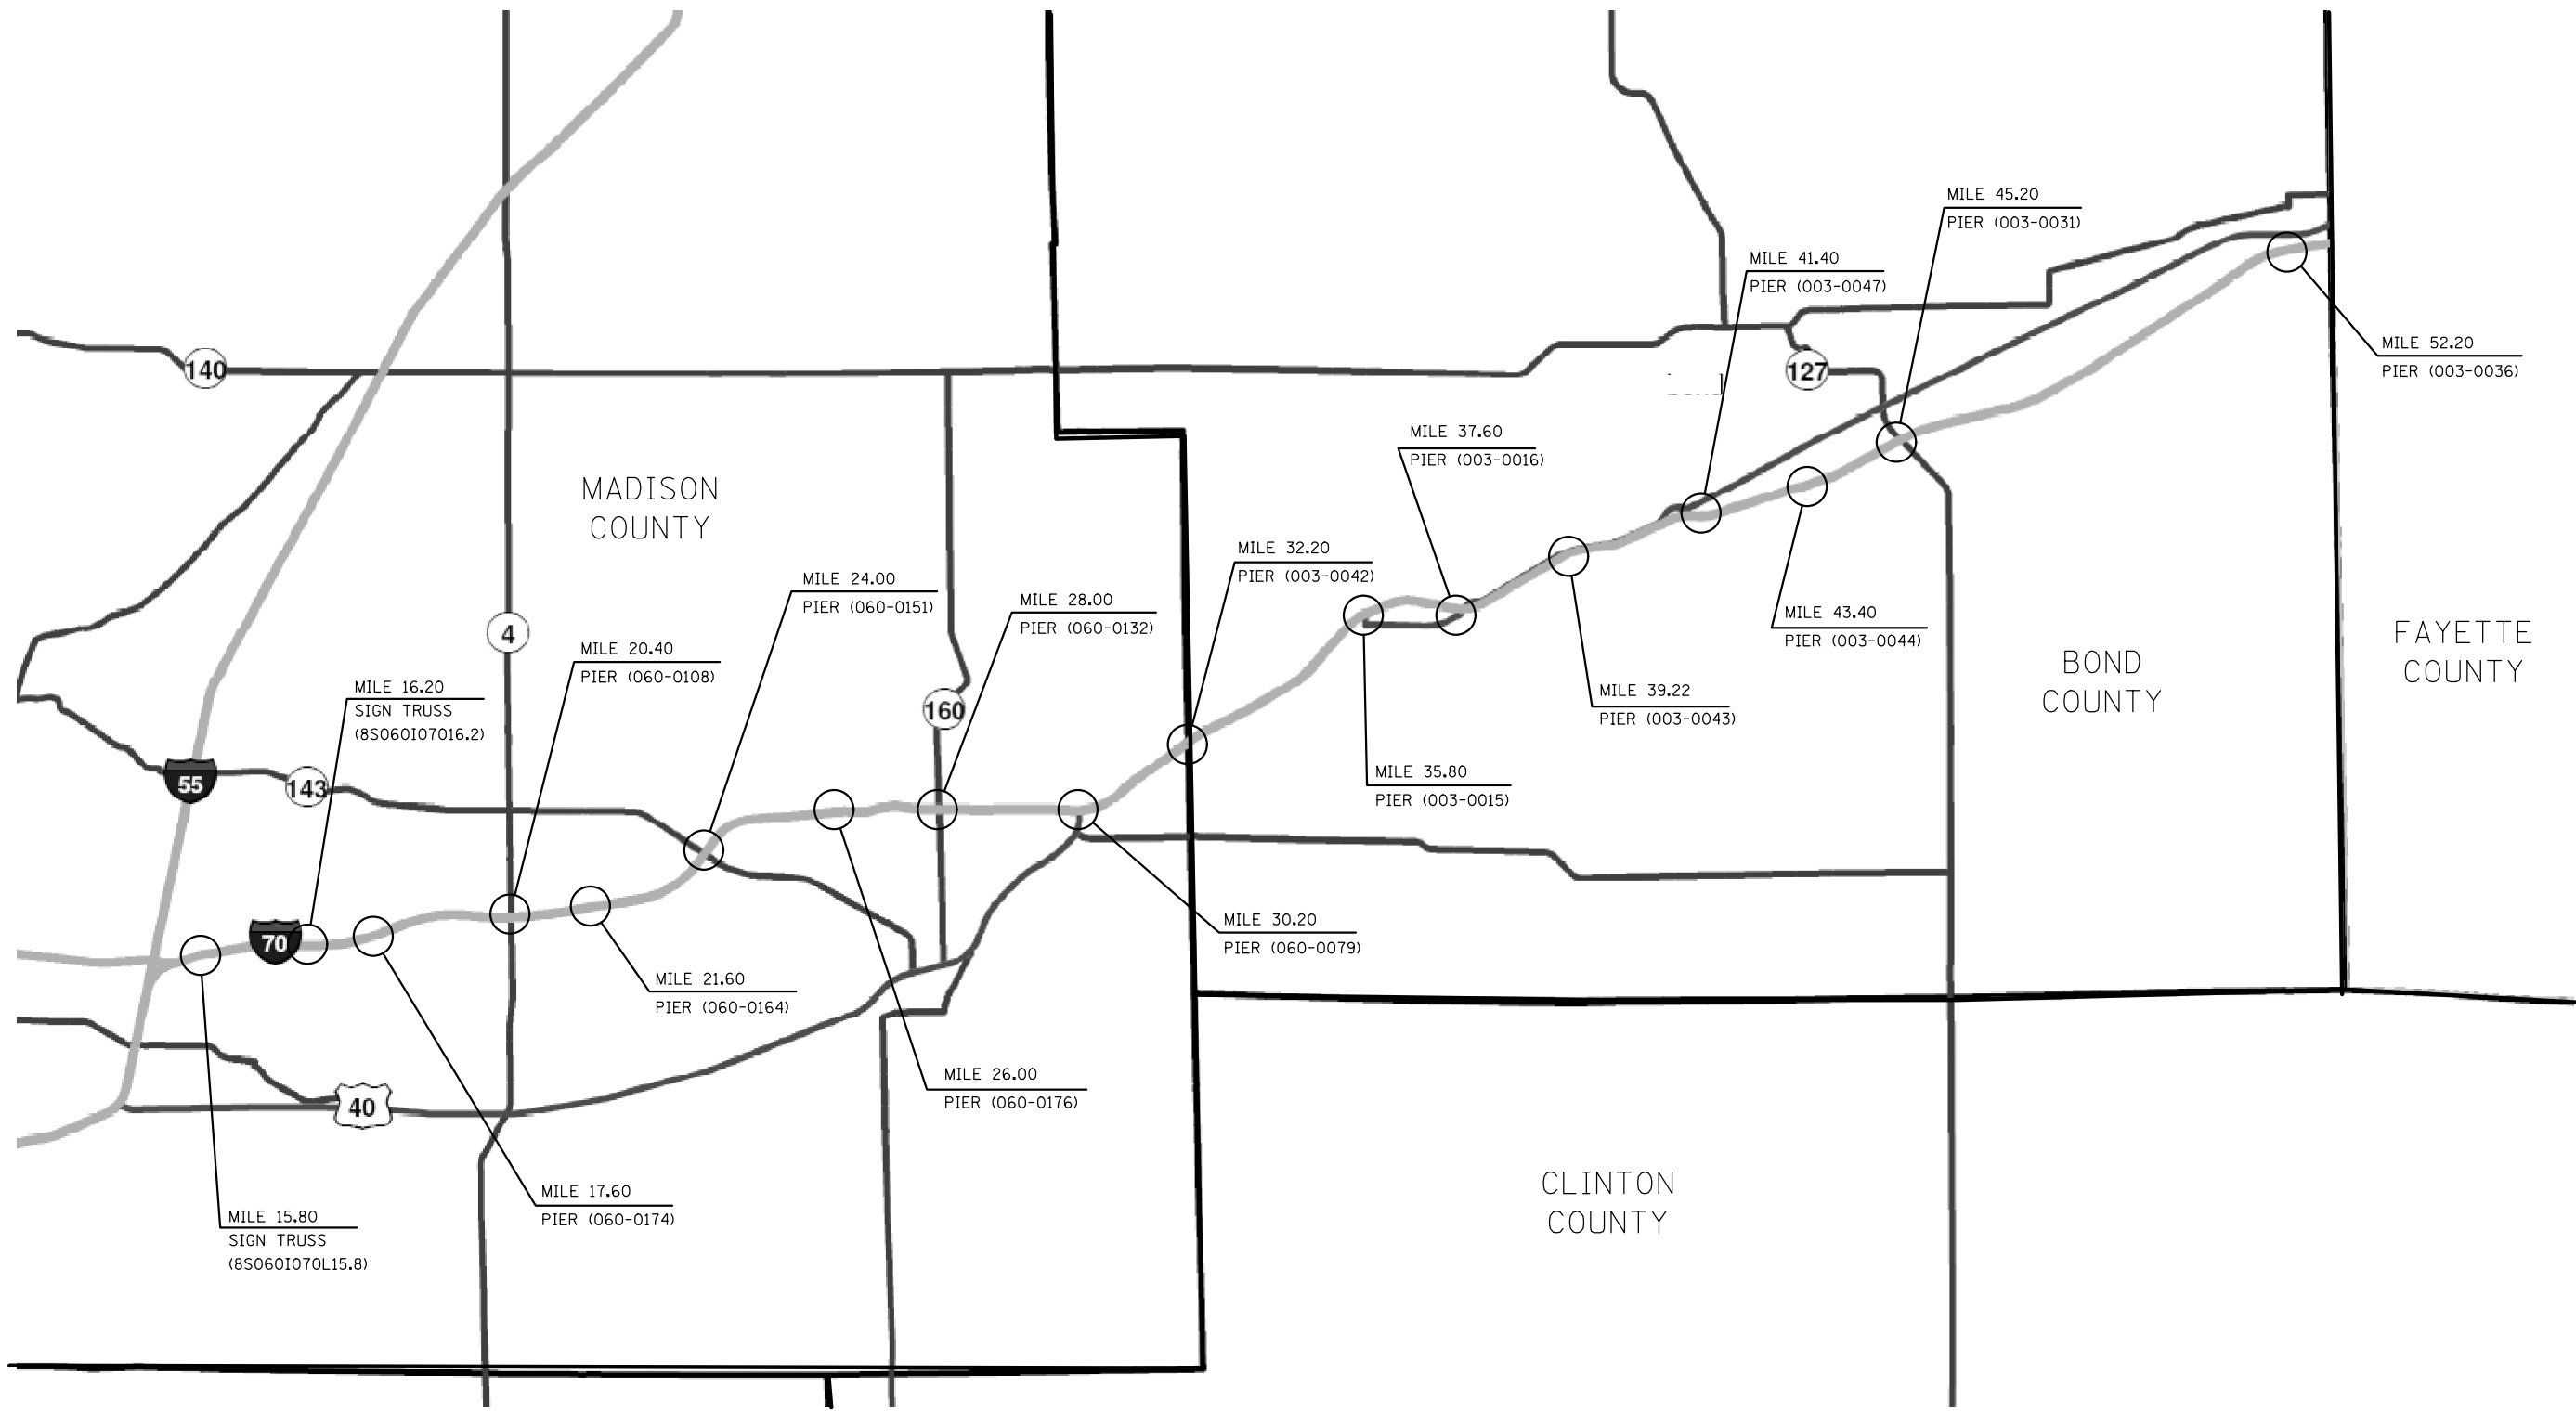 MILE 45.20
PIER (003-0031)
MILE 41.40
PIER (003-0047)
MILE 52.20
PIER (003-0036)
140
127
MILE 37.60
PIER (003-0016)
MADISON
COUNTY
MILE 32.20
PIER (003-0042)
MILE 24.00
PIER (060-0151)
MILE 28.00
PIER (060-0132)
MILE 43.40
PIER (003-0044)
FAYETTE
COUNTY
4
MILE 20.40
PIER (060-0108)
BOND
COUNTY
MILE 16.20
SIGN TRUSS
(8S060I07016.2)
MILE 39.22
PIER (003-0043)
160
55
143
MILE 35.80
PIER (003-0015)
70
MILE 30.20
PIER (060-0079)
MILE 21.60
PIER (060-0164)
MILE 26.00
PIER (060-0176)
40
MILE 17.60
PIER (060-0174)
CLINTON
COUNTY
MILE 15.80
SIGN TRUSS
(8S060I070L15.8)